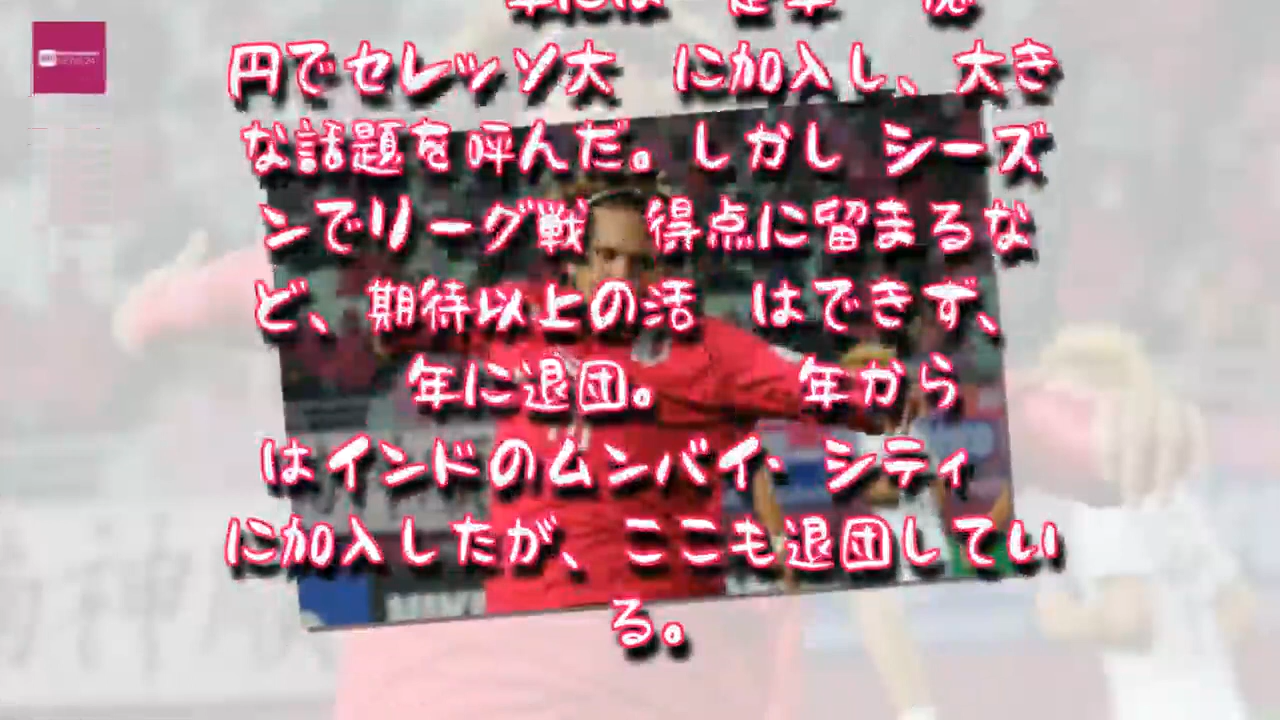 円でセレッソ大 に加入し、大き
な話題を呼んだ。しかし シーズ
ンでリーグ戦 得点に留まるな
ど、期待以上の活 はできず、
年に退団。 年から
はインドのムンバイ・シティ
に加入したが、ここも退団してい
る。